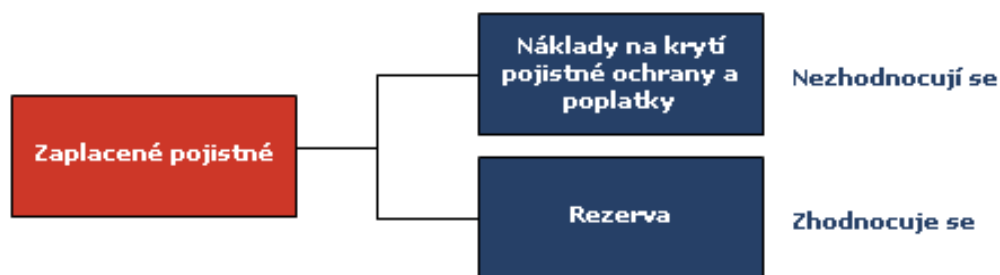 Náklady na krytí
pojistné ochrany a
poplatky
Nezhodnocují se
Zaplacené pojistné
Rezerva
Zhodnocuje se